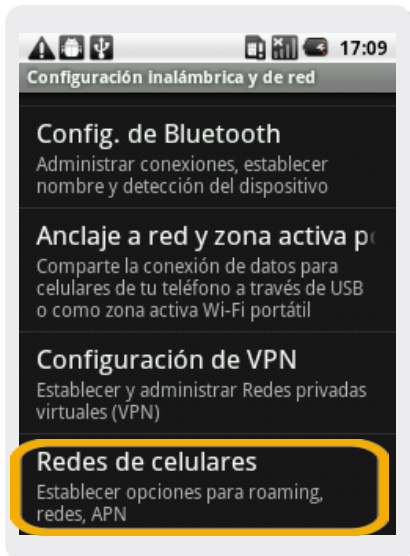 17:09
Configuración inalámbrica y de red
Config. de Bluetooth
Administrar conexiones, establecer
nombre y detección del dispositivo
Anclaje a red y zona activa
Comparte la conexión de datos para
celulares de tu teléfono a través de USB
o como zona activa Wi-Fi portátil
Configuración de VPN
Establecer y administrar Redes privadas
virtuales (VPN)
Redes de celulares
Establecer opciones para roaming,
redes, APN